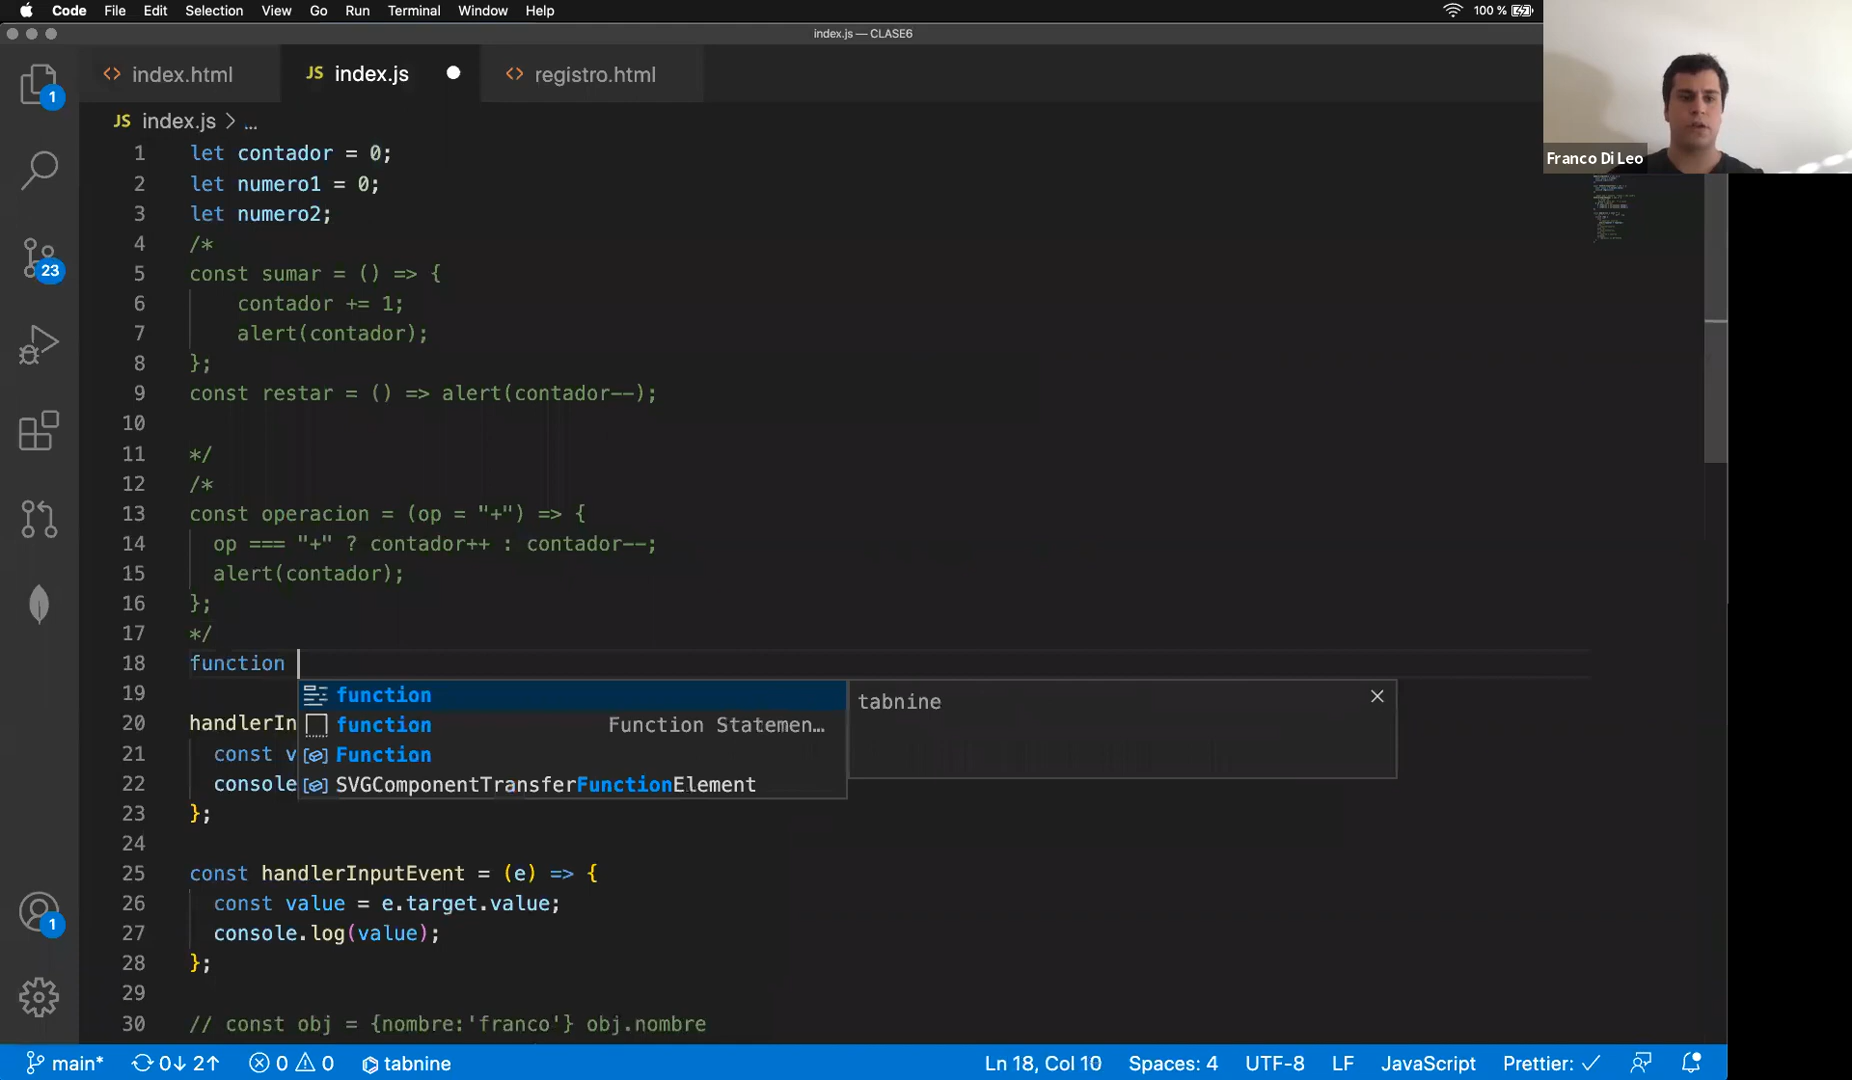 Code File Edit Selection View Go Run Terminal Window Help 100 %
index.js — CLASE6
index.html JS index.js registro.html
JS index.js > ...
1 let contador = 0;
2 let numero1 = 0;
3 let numero2;
4 /*
5 const sumar = () => {
6 contador += 1;
7 alert(contador);
8 };
9 const restar = () => alert(contador--);
10
11 */
12 /*
13 const operacion = (op = "+") => {
14 op === "+" ? contador++ : contador--;
15 alert(contador);
16 };
17 */
18 function
19
20 handlerIn
21 const v
22 console
23 };
24
25 const handlerInputEvent = (e) => {
26 const value = e.target.value;
27 console.log(value);
28 };
29
30 // const obj = {nombre:'franco'} obj.nombre
function
function Function Statemen...
Function
SVGComponentTransferFunctionElement
tabnine
1
23
1
Franco Di Leo
main* 0↓ 2↑ 0 0 tabnine Ln 18, Col 10 Spaces: 4 UTF-8 LF JavaScript Prettier: ✓